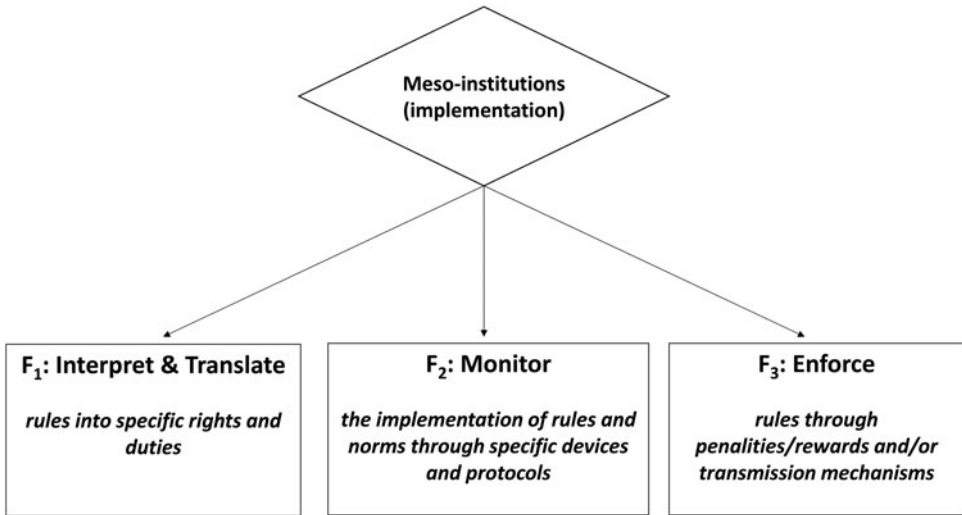 Meso-institutions
(implementation)
F₁: Interpret & Translate
rules into specific rights and
duties
F₂: Monitor
the implementation of rules and
norms through specific devices
and protocols
F₃: Enforce
rules through
penalities/rewards and/or
transmission mechanisms